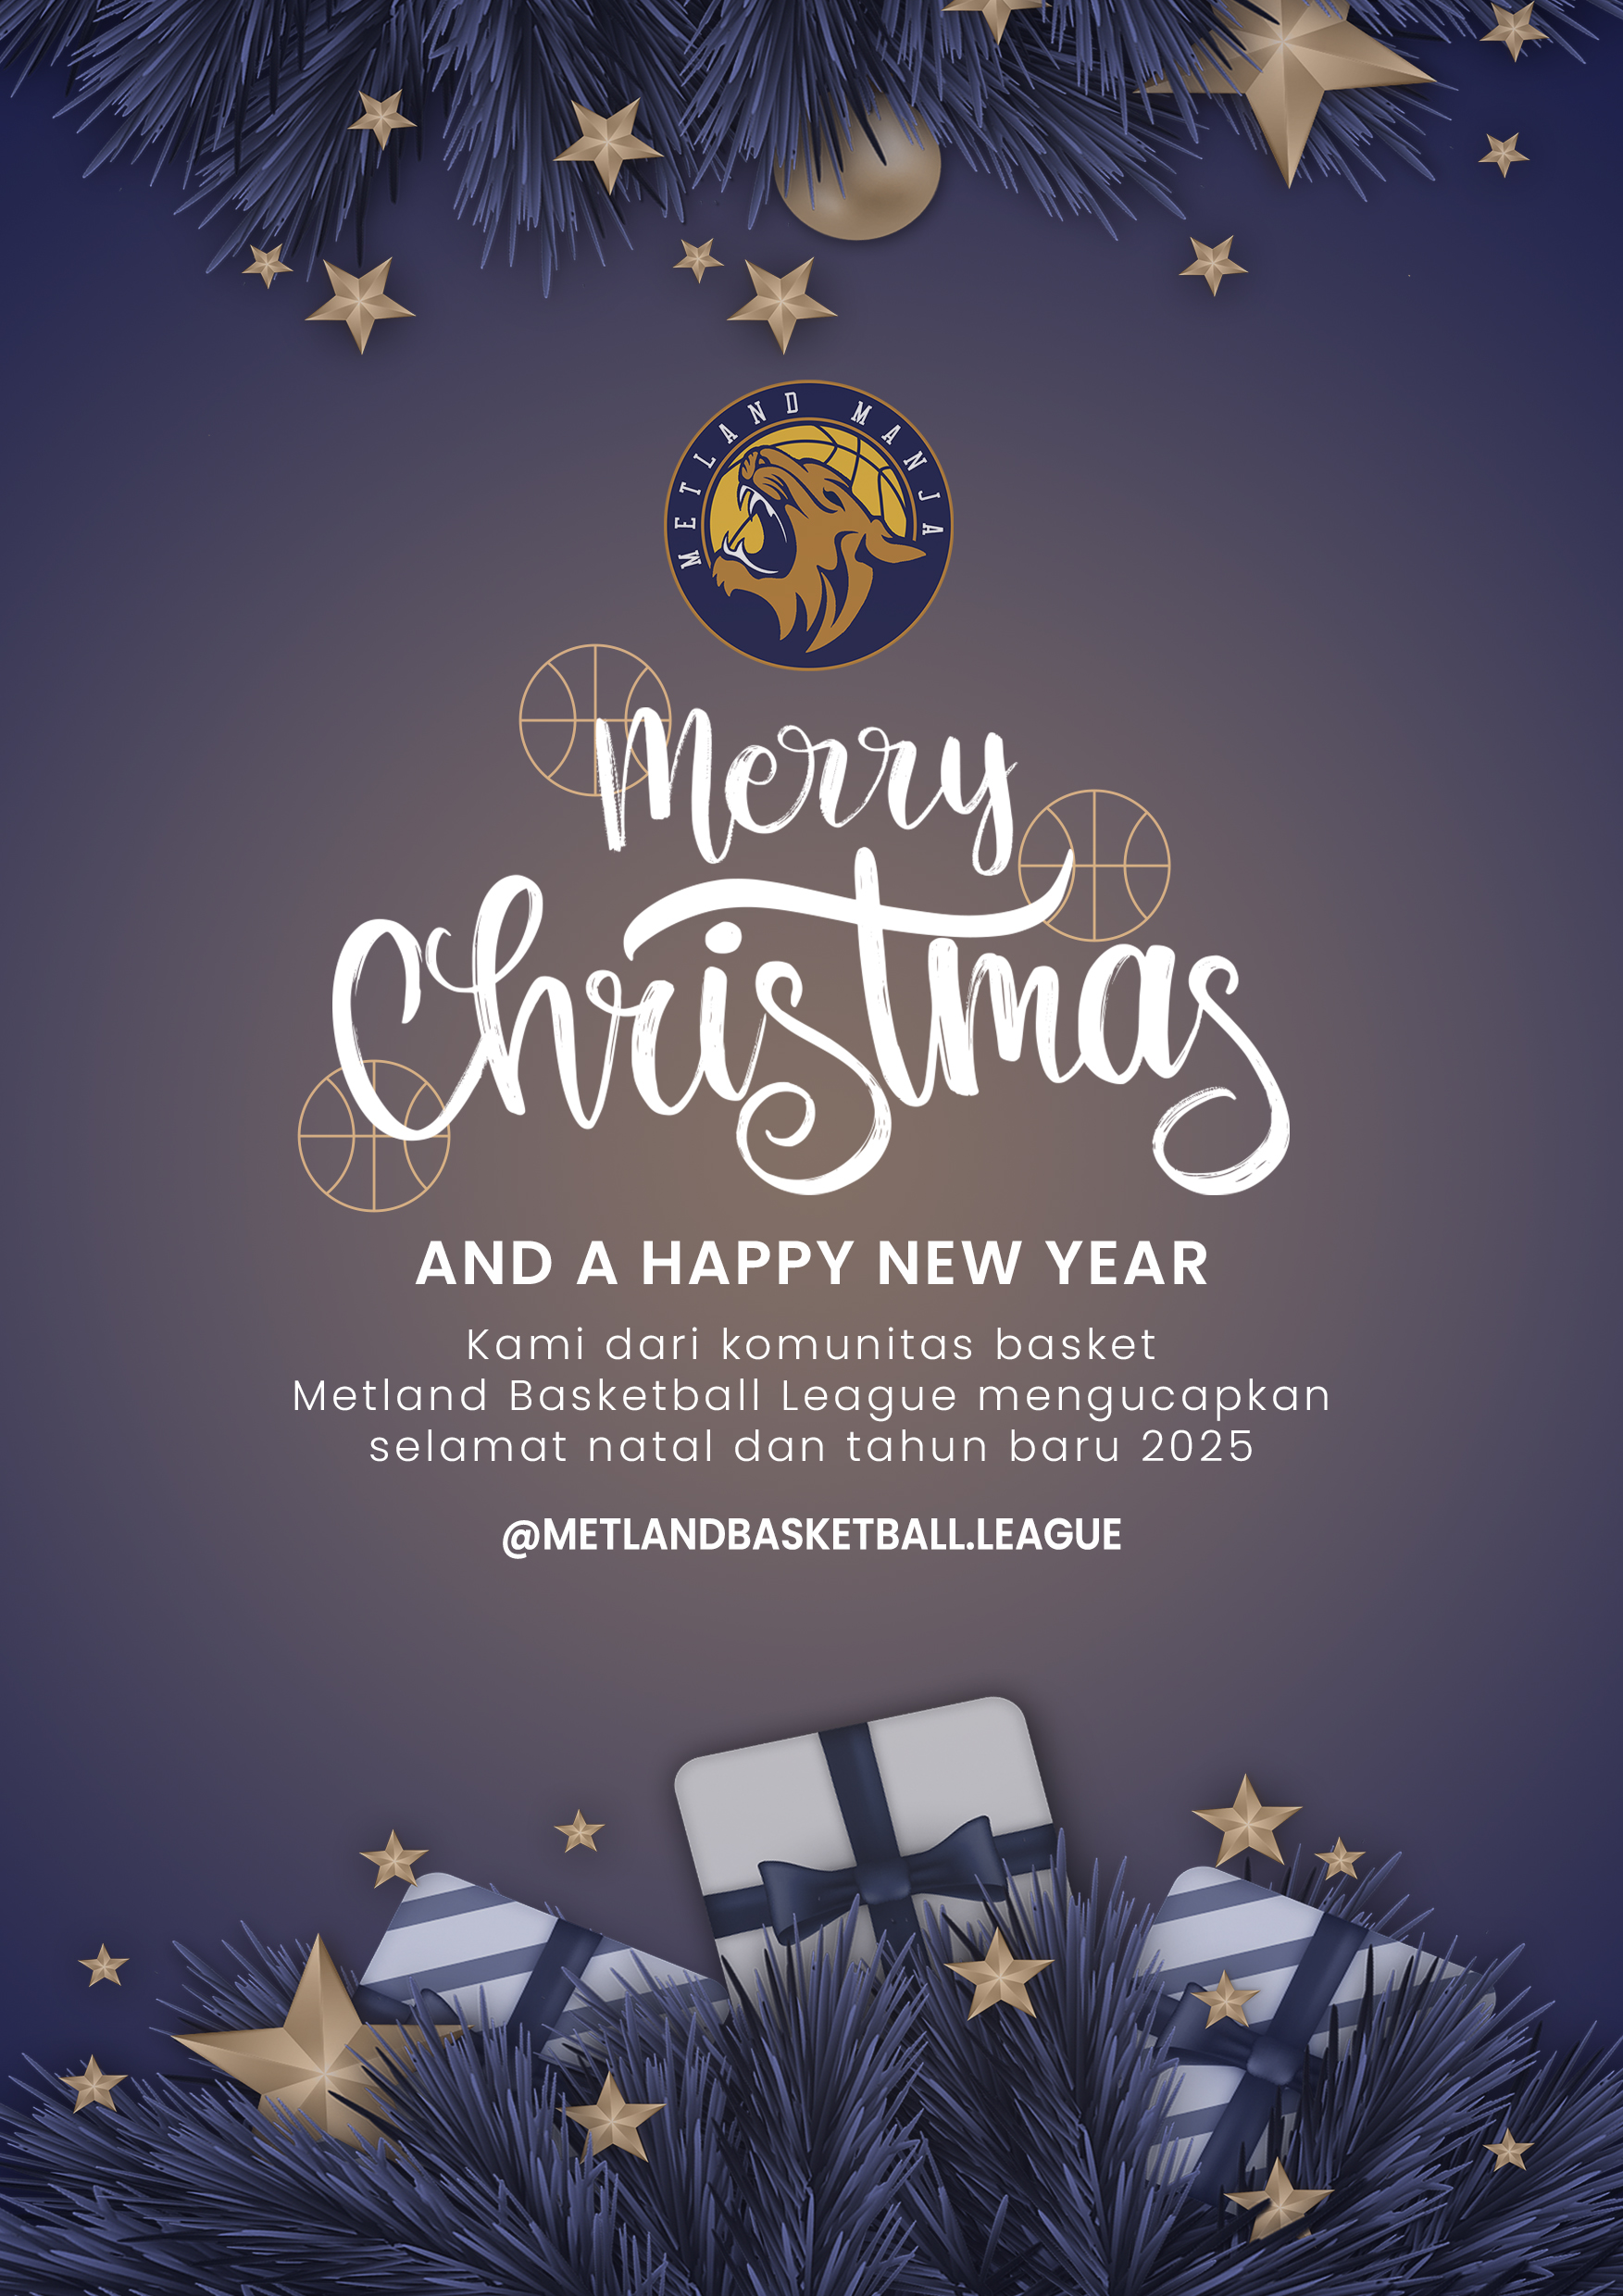 METLAND MANJA
Merry
Christmas
AND A HAPPY NEW YEAR
Kami dari komunitas basket
Metland Basketball League mengucapkan
selamat natal dan tahun baru 2025
@METLANDBASKETBALL.LEAGUE